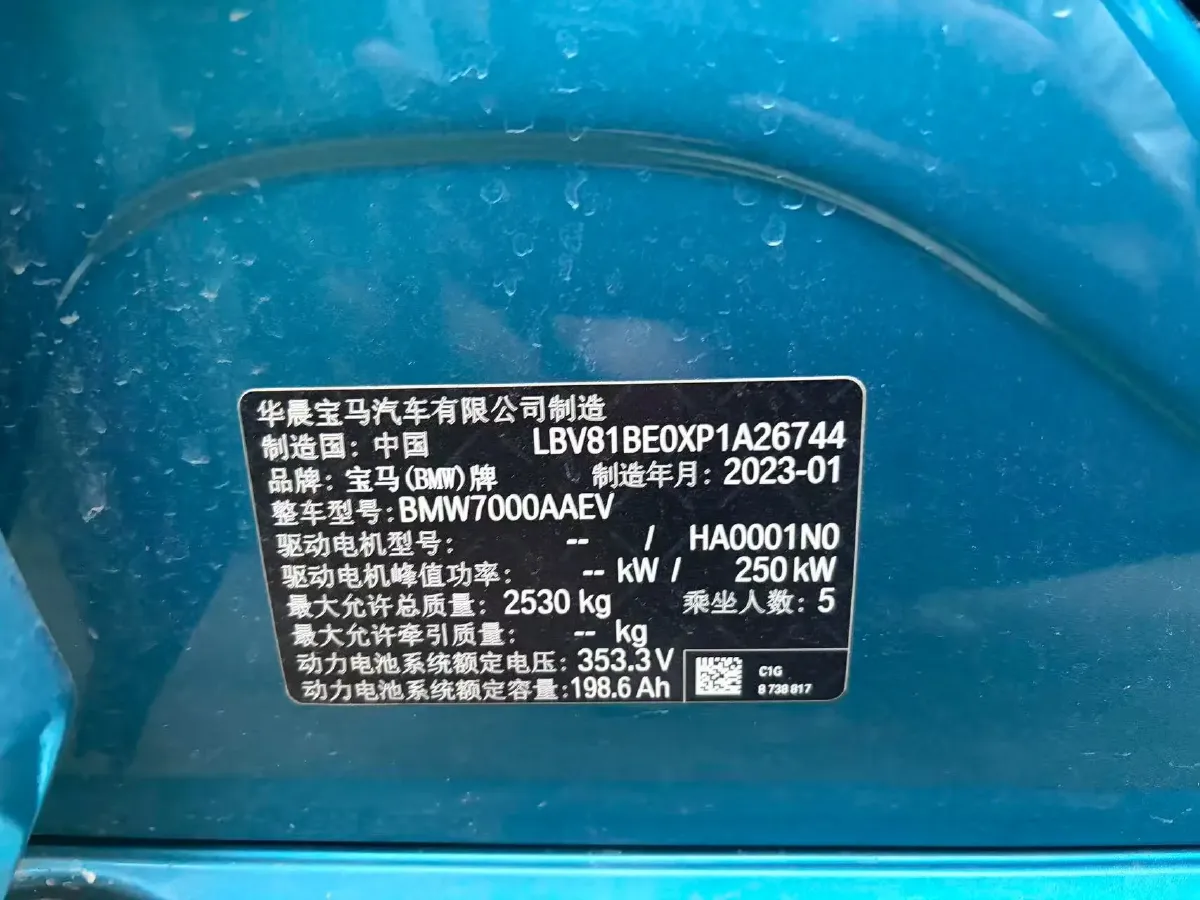 华晨宝马汽车有限公司制造
制造国：中国 LBV81BE0XP1A26744
品牌：宝马(BMW)牌 制造年月：2023-01
整车型号:BMW7000AAEV
驱动电机型号： -- / HA0001N0
驱动电机峰值功率： -- kW / 250 kW
最大允许总质量：2530 kg 乘坐人数：5
最大允许牵引质量： -- kg
动力电池系统额定电压：353.3 V
动力电池系统额定容量:198.6 Ah
C1G
8 738 817